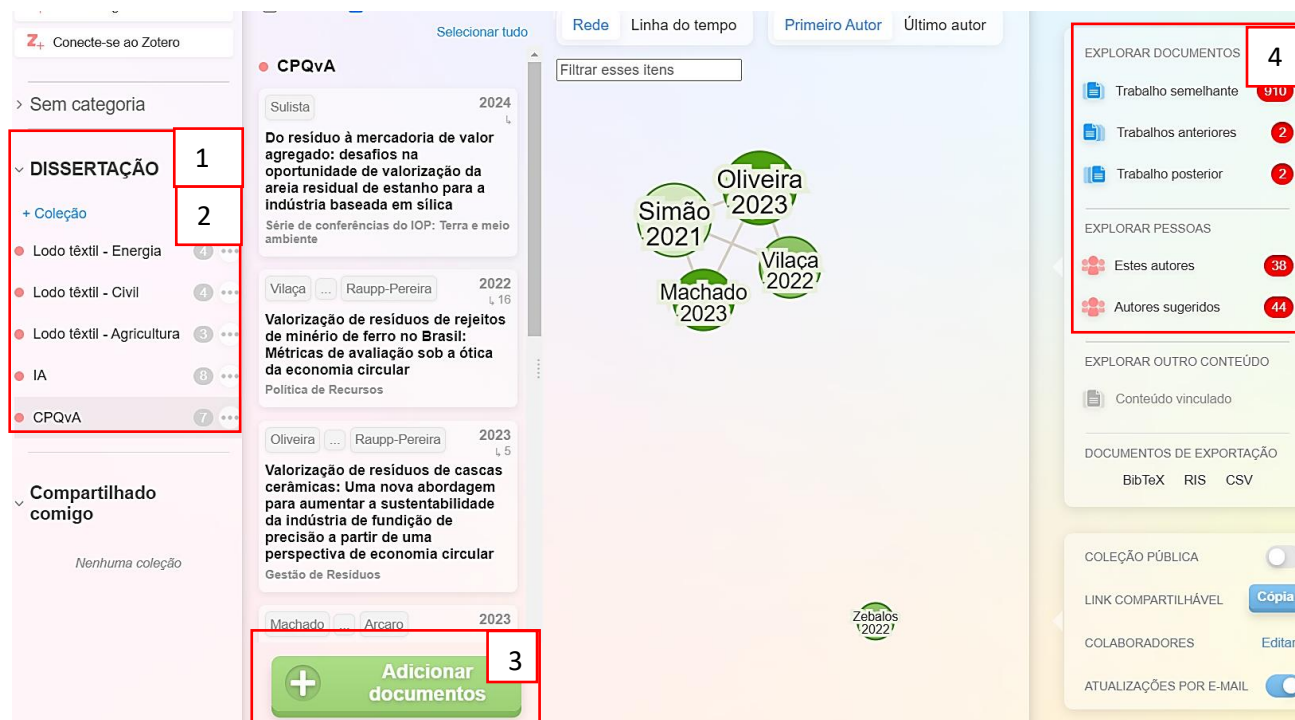 Z+ Conecte-se ao Zotero
> Sem categoria
DISSERTAÇÃO
1
+ Coleção
2
Lodo têxtil - Energia 4 •••
Lodo têxtil - Civil 4 •••
Lodo têxtil - Agricultura 3 •••
IA 8 •••
CPQvA 7 •••
Compartilhado
comigo
Nenhuma coleção
Selecionar tudo
CPQvA
Sulista 2024
Do resíduo à mercadoria de valor
agregado: desafios na
oportunidade de valorização da
areia residual de estanho para a
indústria baseada em sílica
Série de conferências do IOP: Terra e meio
ambiente
Vilaça ... Raupp-Pereira 2022
16
Valorização de resíduos de rejeitos
de minério de ferro no Brasil:
Métricas de avaliação sob a ótica
da economia circular
Política de Recursos
Oliveira ... Raupp-Pereira 2023
5
Valorização de resíduos de cascas
cerâmicas: Uma nova abordagem
para aumentar a sustentabilidade
da indústria de fundição de
precisão a partir de uma
perspectiva de economia circular
Gestão de Resíduos
Machado ... Arcaro 2023
Adicionar
documentos
3
Rede Linha do tempo Primeiro Autor Último autor
Filtrar esses itens
Oliveira
2023
Simão
2021
Vilaça
2022
Machado
2023
Zebalos
2022
EXPLORAR DOCUMENTOS
4
Trabalho semelhante 910
Trabalhos anteriores 2
Trabalho posterior 2
EXPLORAR PESSOAS
Estes autores 38
Autores sugeridos 44
EXPLORAR OUTRO CONTEÚDO
Conteúdo vinculado
DOCUMENTOS DE EXPORTAÇÃO
BibTeX RIS CSV
COLEÇÃO PÚBLICA
LINK COMPARTILHÁVEL Cópia
COLABORADORES Editar
ATUALIZAÇÕES POR E-MAIL